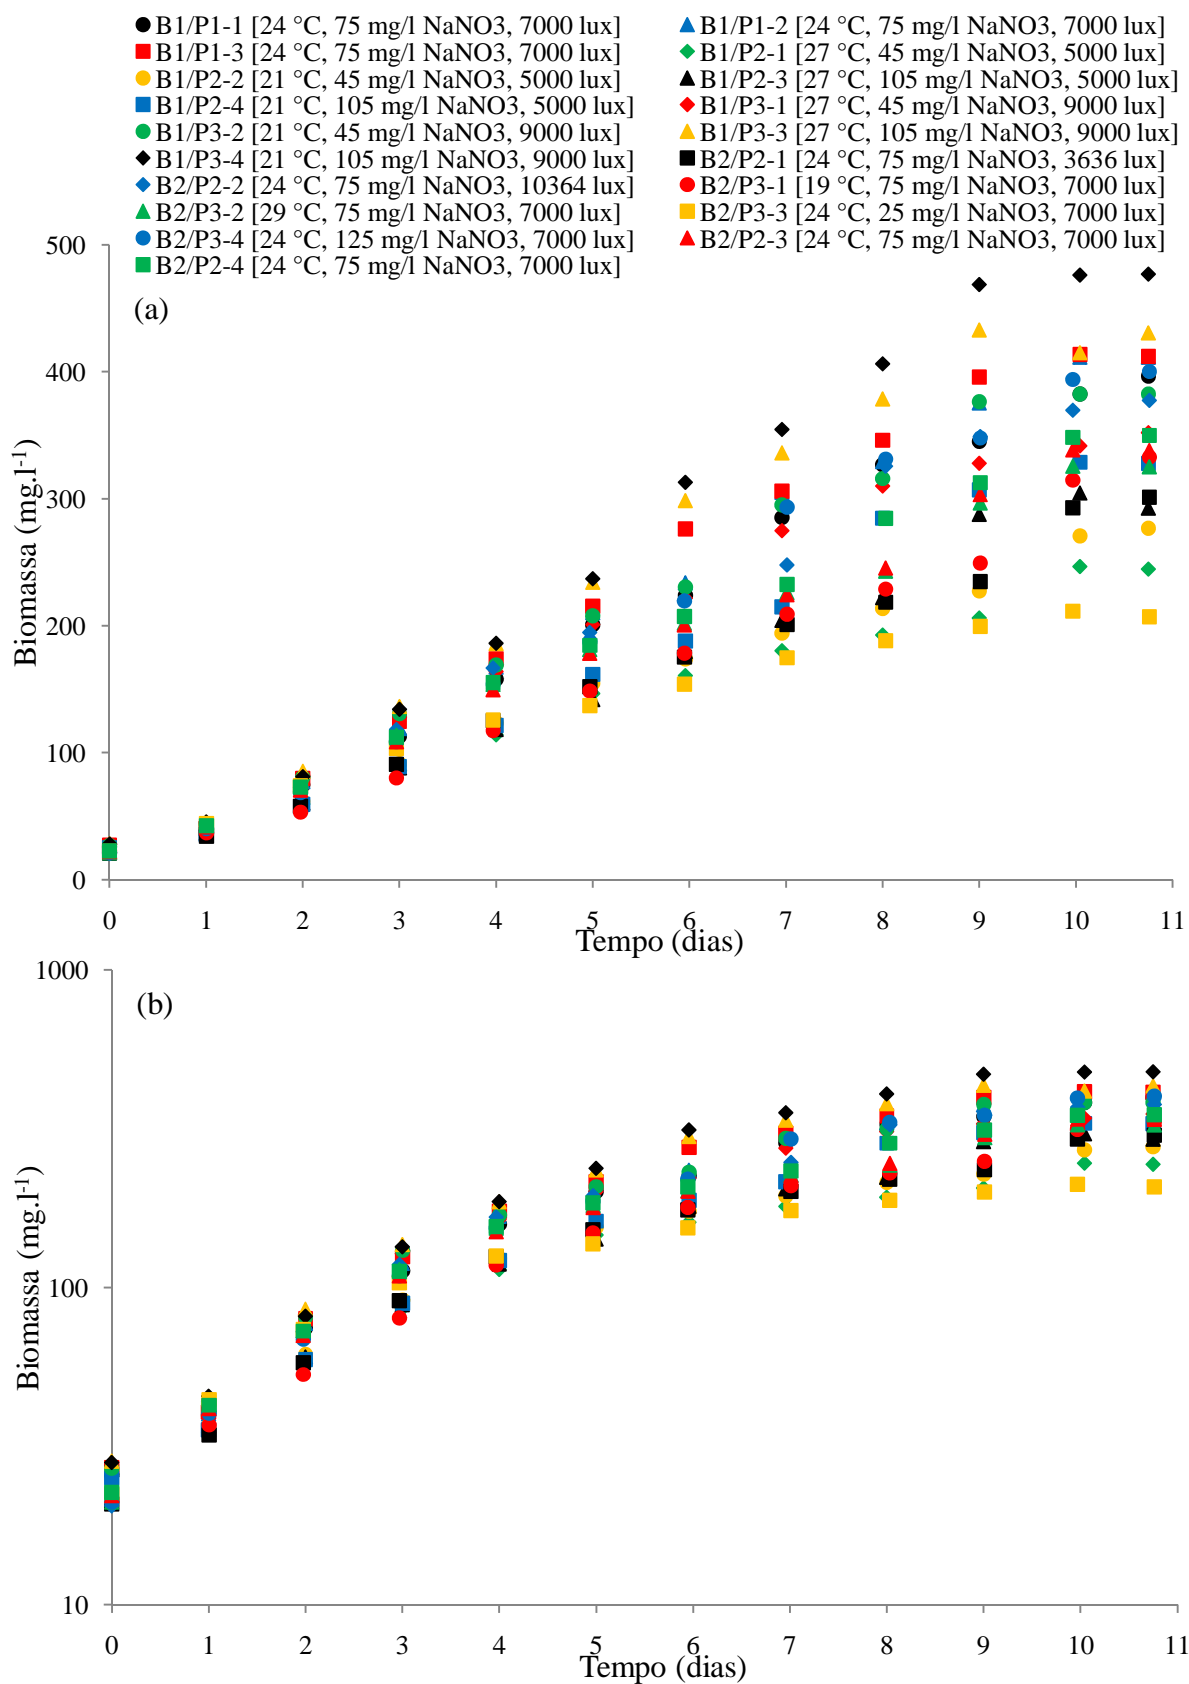 B1/P1-1 [24 °C, 75 mg/l NaNO3, 7000 lux] B1/P1-2 [24 °C, 75 mg/l NaNO3, 7000 lux]
B1/P1-3 [24 °C, 75 mg/l NaNO3, 7000 lux] B1/P2-1 [27 °C, 45 mg/l NaNO3, 5000 lux]
B1/P2-2 [21 °C, 45 mg/l NaNO3, 5000 lux] B1/P2-3 [27 °C, 105 mg/l NaNO3, 5000 lux]
B1/P2-4 [21 °C, 105 mg/l NaNO3, 5000 lux] B1/P3-1 [27 °C, 45 mg/l NaNO3, 9000 lux]
B1/P3-2 [21 °C, 45 mg/l NaNO3, 9000 lux] B1/P3-3 [27 °C, 105 mg/l NaNO3, 9000 lux]
B1/P3-4 [21 °C, 105 mg/l NaNO3, 9000 lux] B2/P2-1 [24 °C, 75 mg/l NaNO3, 3636 lux]
B2/P2-2 [24 °C, 75 mg/l NaNO3, 10364 lux] B2/P3-1 [19 °C, 75 mg/l NaNO3, 7000 lux]
B2/P3-2 [29 °C, 75 mg/l NaNO3, 7000 lux] B2/P3-3 [24 °C, 25 mg/l NaNO3, 7000 lux]
B2/P3-4 [24 °C, 125 mg/l NaNO3, 7000 lux] B2/P2-3 [24 °C, 75 mg/l NaNO3, 7000 lux]
B2/P2-4 [24 °C, 75 mg/l NaNO3, 7000 lux]
(a)
500
400
300
200
100
0
Biomassa (mg.l⁻¹)
0 1 2 3 4 5 6 7 8 9 10 11
Tempo (dias)
(b)
1000
100
10
Biomassa (mg.l⁻¹)
0 1 2 3 4 5 6 7 8 9 10 11
Tempo (dias)